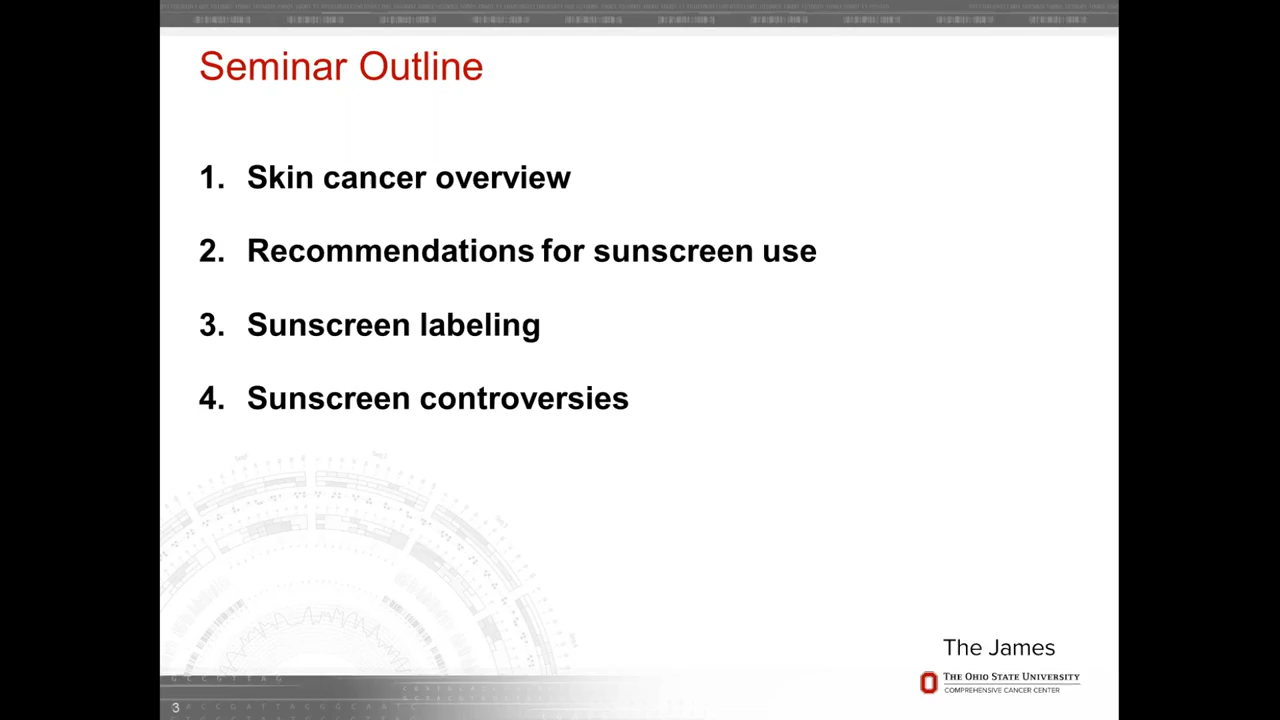 Seminar Outline
1. Skin cancer overview
2. Recommendations for sunscreen use
3. Sunscreen labeling
4. Sunscreen controversies
The James
THE OHIO STATE UNIVERSITY
COMPREHENSIVE CANCER CENTER
3